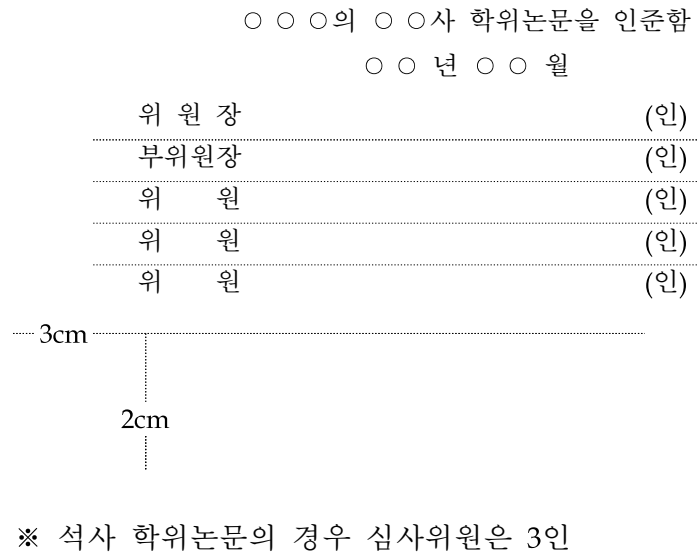 ○ ○ ○의 ○ ○사 학위논문을 인준함
○ ○ 년 ○ ○ 월
위 원 장 (인)
부위원장 (인)
위 원 (인)
위 원 (인)
위 원 (인)
3cm
2cm
※ 석사 학위논문의 경우 심사위원은 3인